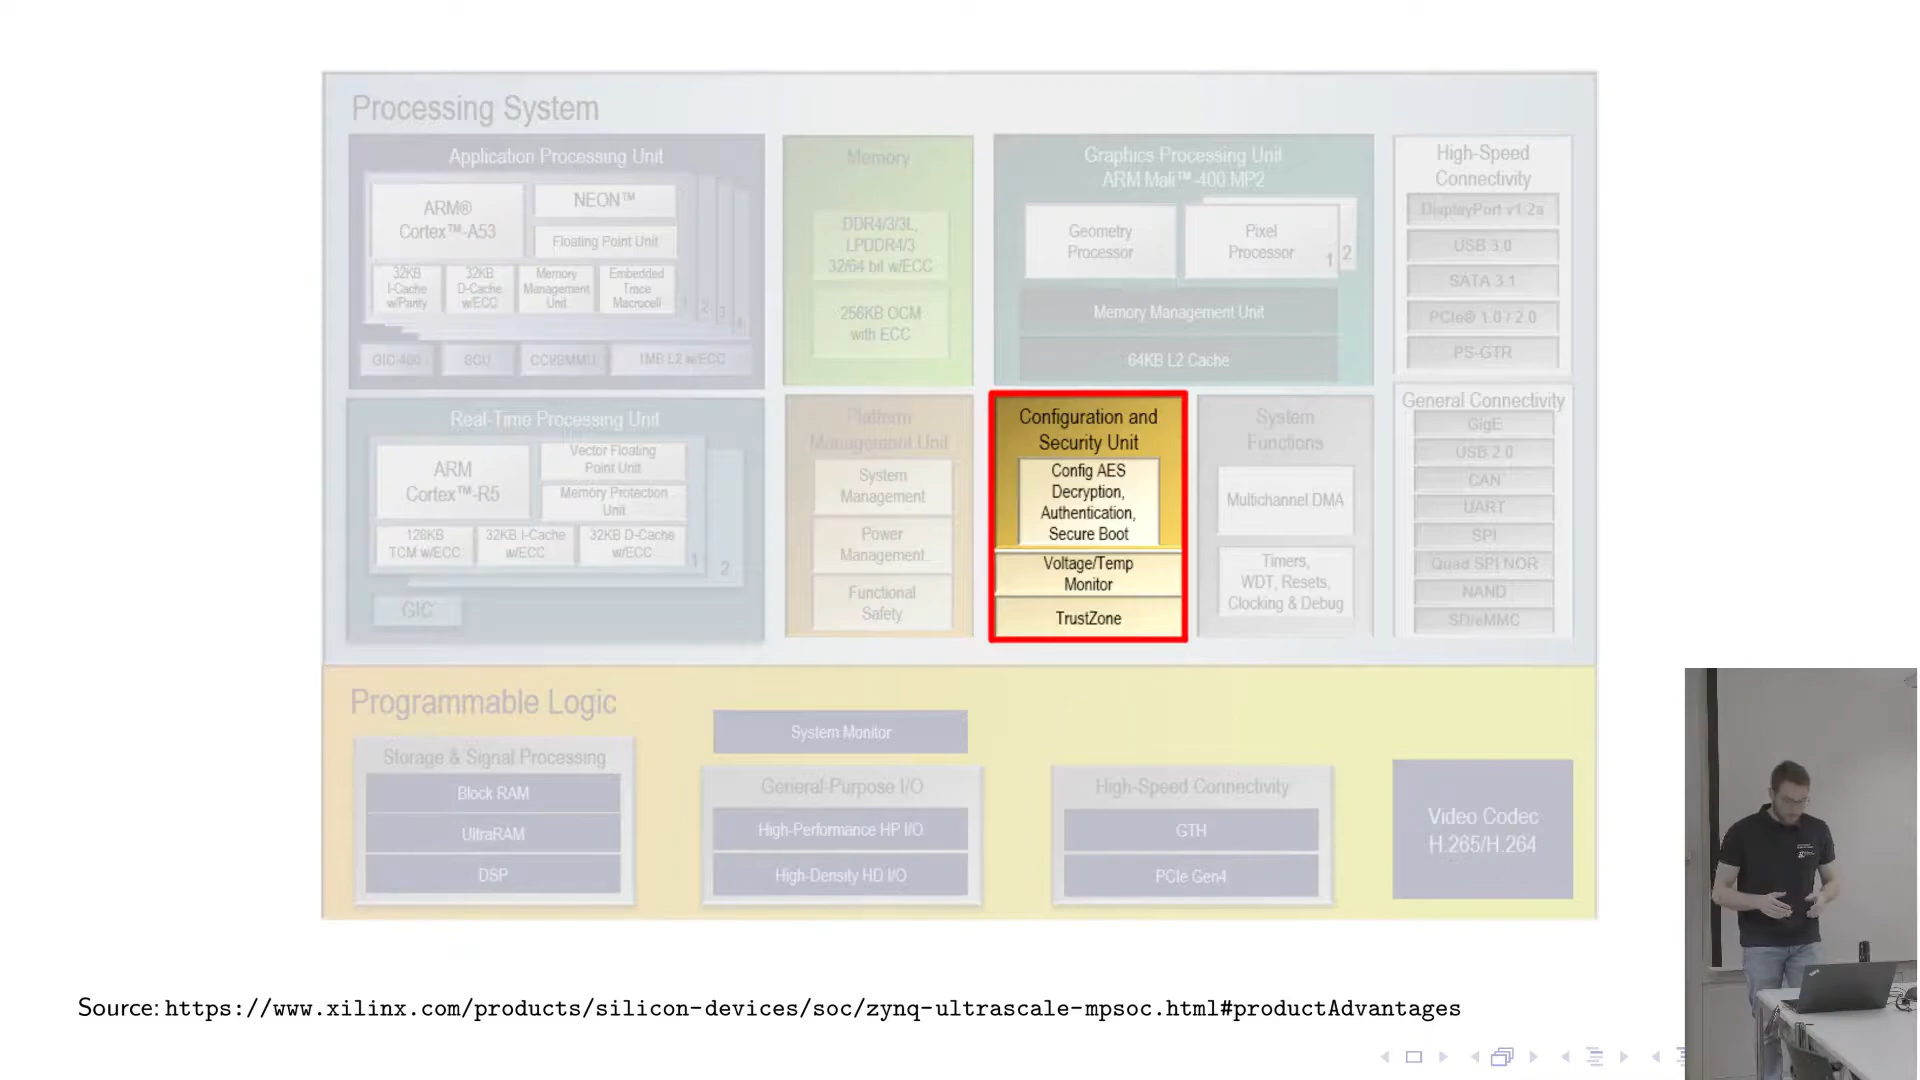 Processing System
Application Processing Unit
ARM®
Cortex™-A53
NEON™
Floating Point Unit
32KB
I-Cache
w/Parity
32KB
D-Cache
w/ECC
Memory
Management
Unit
Embedded
Trace
Macrocell
1
2
3
4
GIC-400
SCU
CCI/SMMU
1MB L2 w/ECC
Memory
DDR4/3/3L,
LPDDR4/3
32/64 bit w/ECC
256KB OCM
with ECC
Graphics Processing Unit
ARM Mali™-400 MP2
Geometry
Processor
Pixel
Processor
1
2
Memory Management Unit
64KB L2 Cache
High-Speed
Connectivity
DisplayPort v1.2a
USB 3.0
SATA 3.1
PCIe® 1.0 / 2.0
PS-GTR
Real-Time Processing Unit
ARM
Cortex™-R5
Vector Floating
Point Unit
Memory Protection
Unit
128KB
TCM w/ECC
32KB I-Cache
w/ECC
32KB D-Cache
w/ECC
1
2
GIC
Platform
Management Unit
System
Management
Power
Management
Functional
Safety
Configuration and
Security Unit
Config AES
Decryption,
Authentication,
Secure Boot
Voltage/Temp
Monitor
TrustZone
System
Functions
Multichannel DMA
Timers,
WDT, Resets,
Clocking & Debug
General Connectivity
GigE
USB 2.0
CAN
UART
SPI
Quad SPI NOR
NAND
SD/eMMC
Programmable Logic
Storage & Signal Processing
Block RAM
UltraRAM
DSP
System Monitor
General-Purpose I/O
High-Performance HP I/O
High-Density HD I/O
High-Speed Connectivity
GTH
PCIe Gen4
Video Codec
H.265/H.264
Source: https://www.xilinx.com/products/silicon-devices/soc/zynq-ultrascale-mpsoc.html#productAdvantages